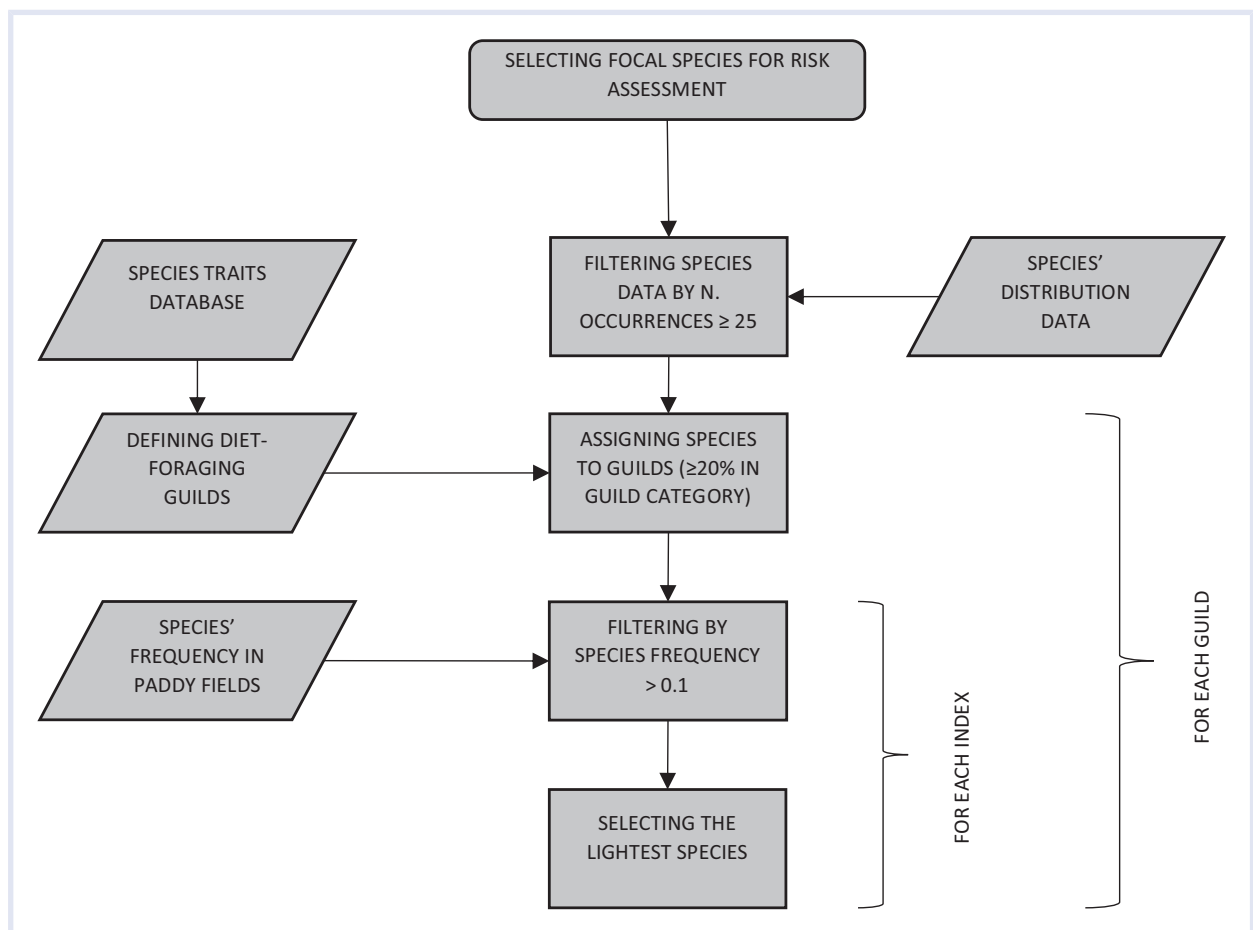 SELECTING FOCAL SPECIES FOR RISK
ASSESSMENT
SPECIES TRAITS
DATABASE
FILTERING SPECIES
DATA BY N.
OCCURRENCES ≥ 25
SPECIES'
DISTRIBUTION
DATA
DEFINING DIET-
FORAGING
GUILDS
ASSIGNING SPECIES
TO GUILDS (≥20% IN
GUILD CATEGORY)
SPECIES'
FREQUENCY IN
PADDY FIELDS
FILTERING BY
SPECIES FREQUENCY
> 0.1
SELECTING THE
LIGHTEST SPECIES
FOR EACH INDEX
FOR EACH GUILD